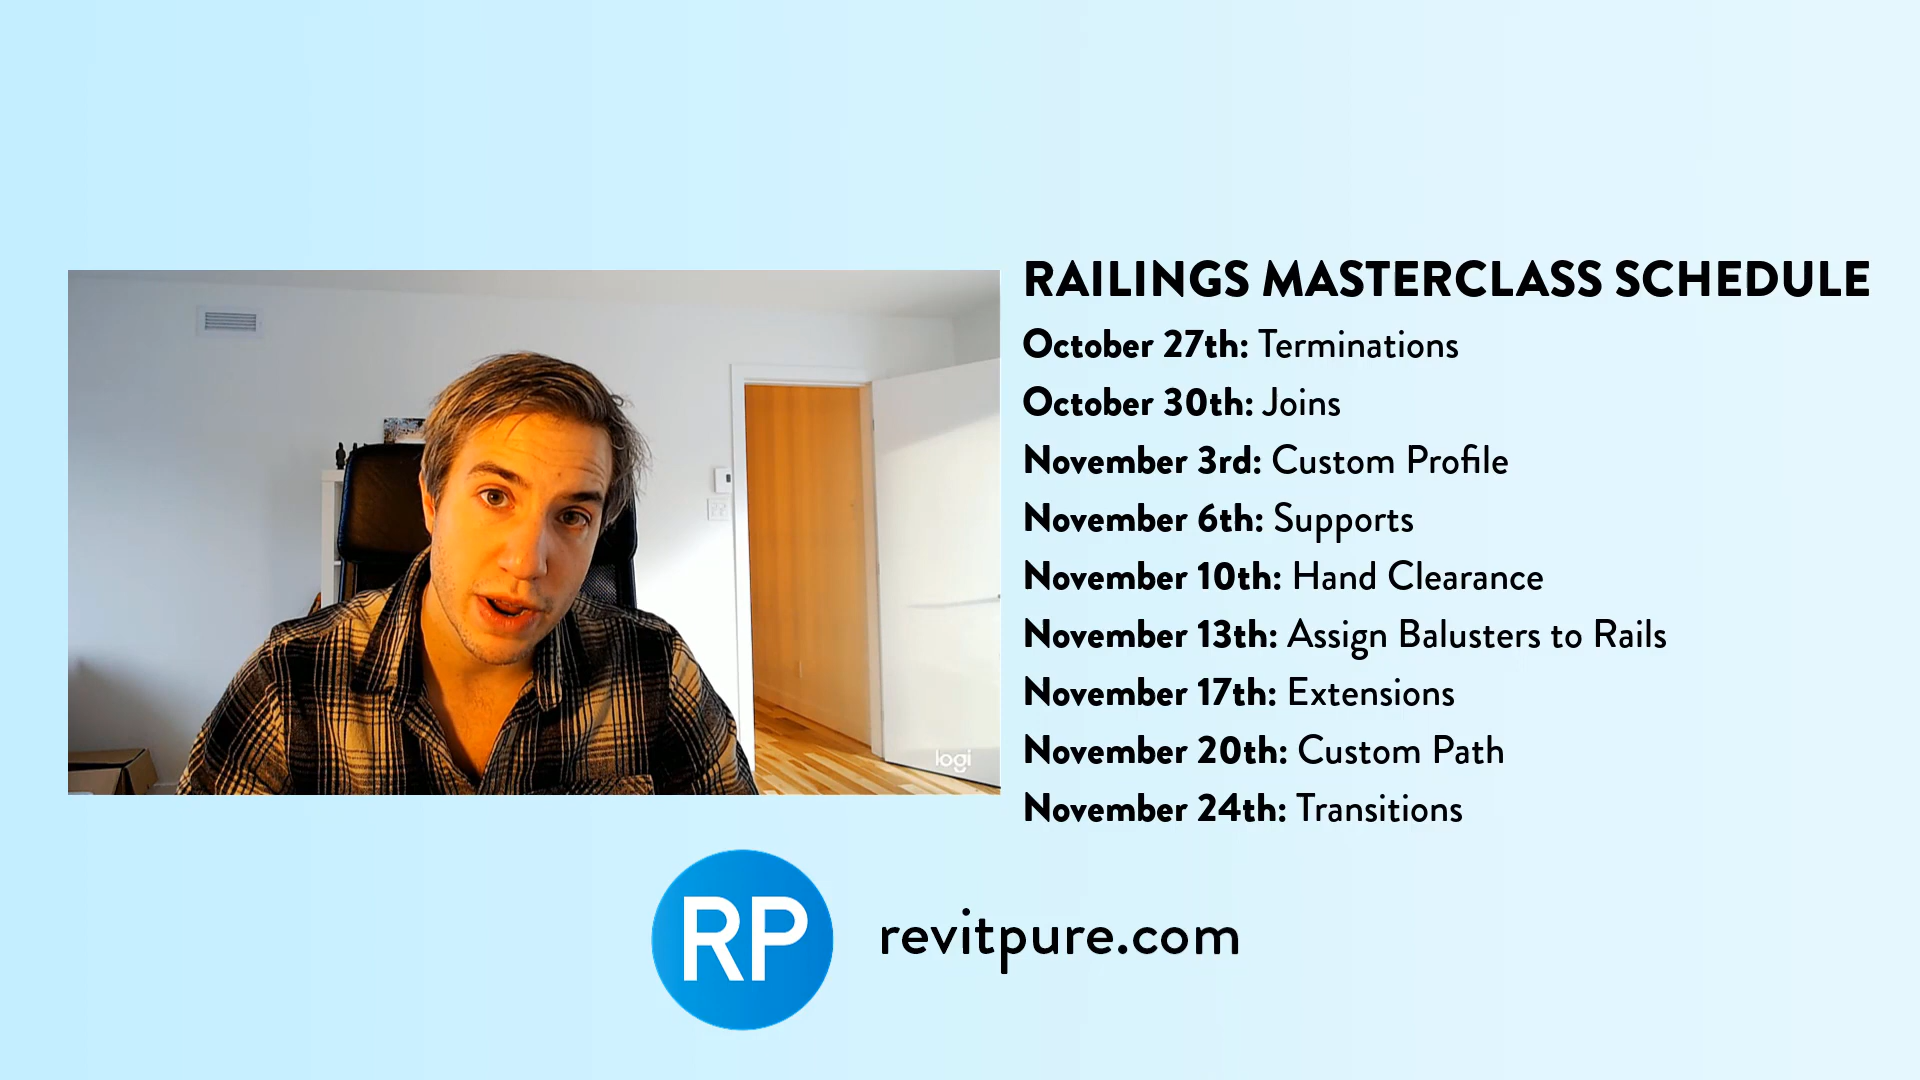 RAILINGS MASTERCLASS SCHEDULE
October 27th: Terminations
October 30th: Joins
November 3rd: Custom Profile
November 6th: Supports
November 10th: Hand Clearance
November 13th: Assign Balusters to Rails
November 17th: Extensions
November 20th: Custom Path
November 24th: Transitions
logi
RP
revitpure.com